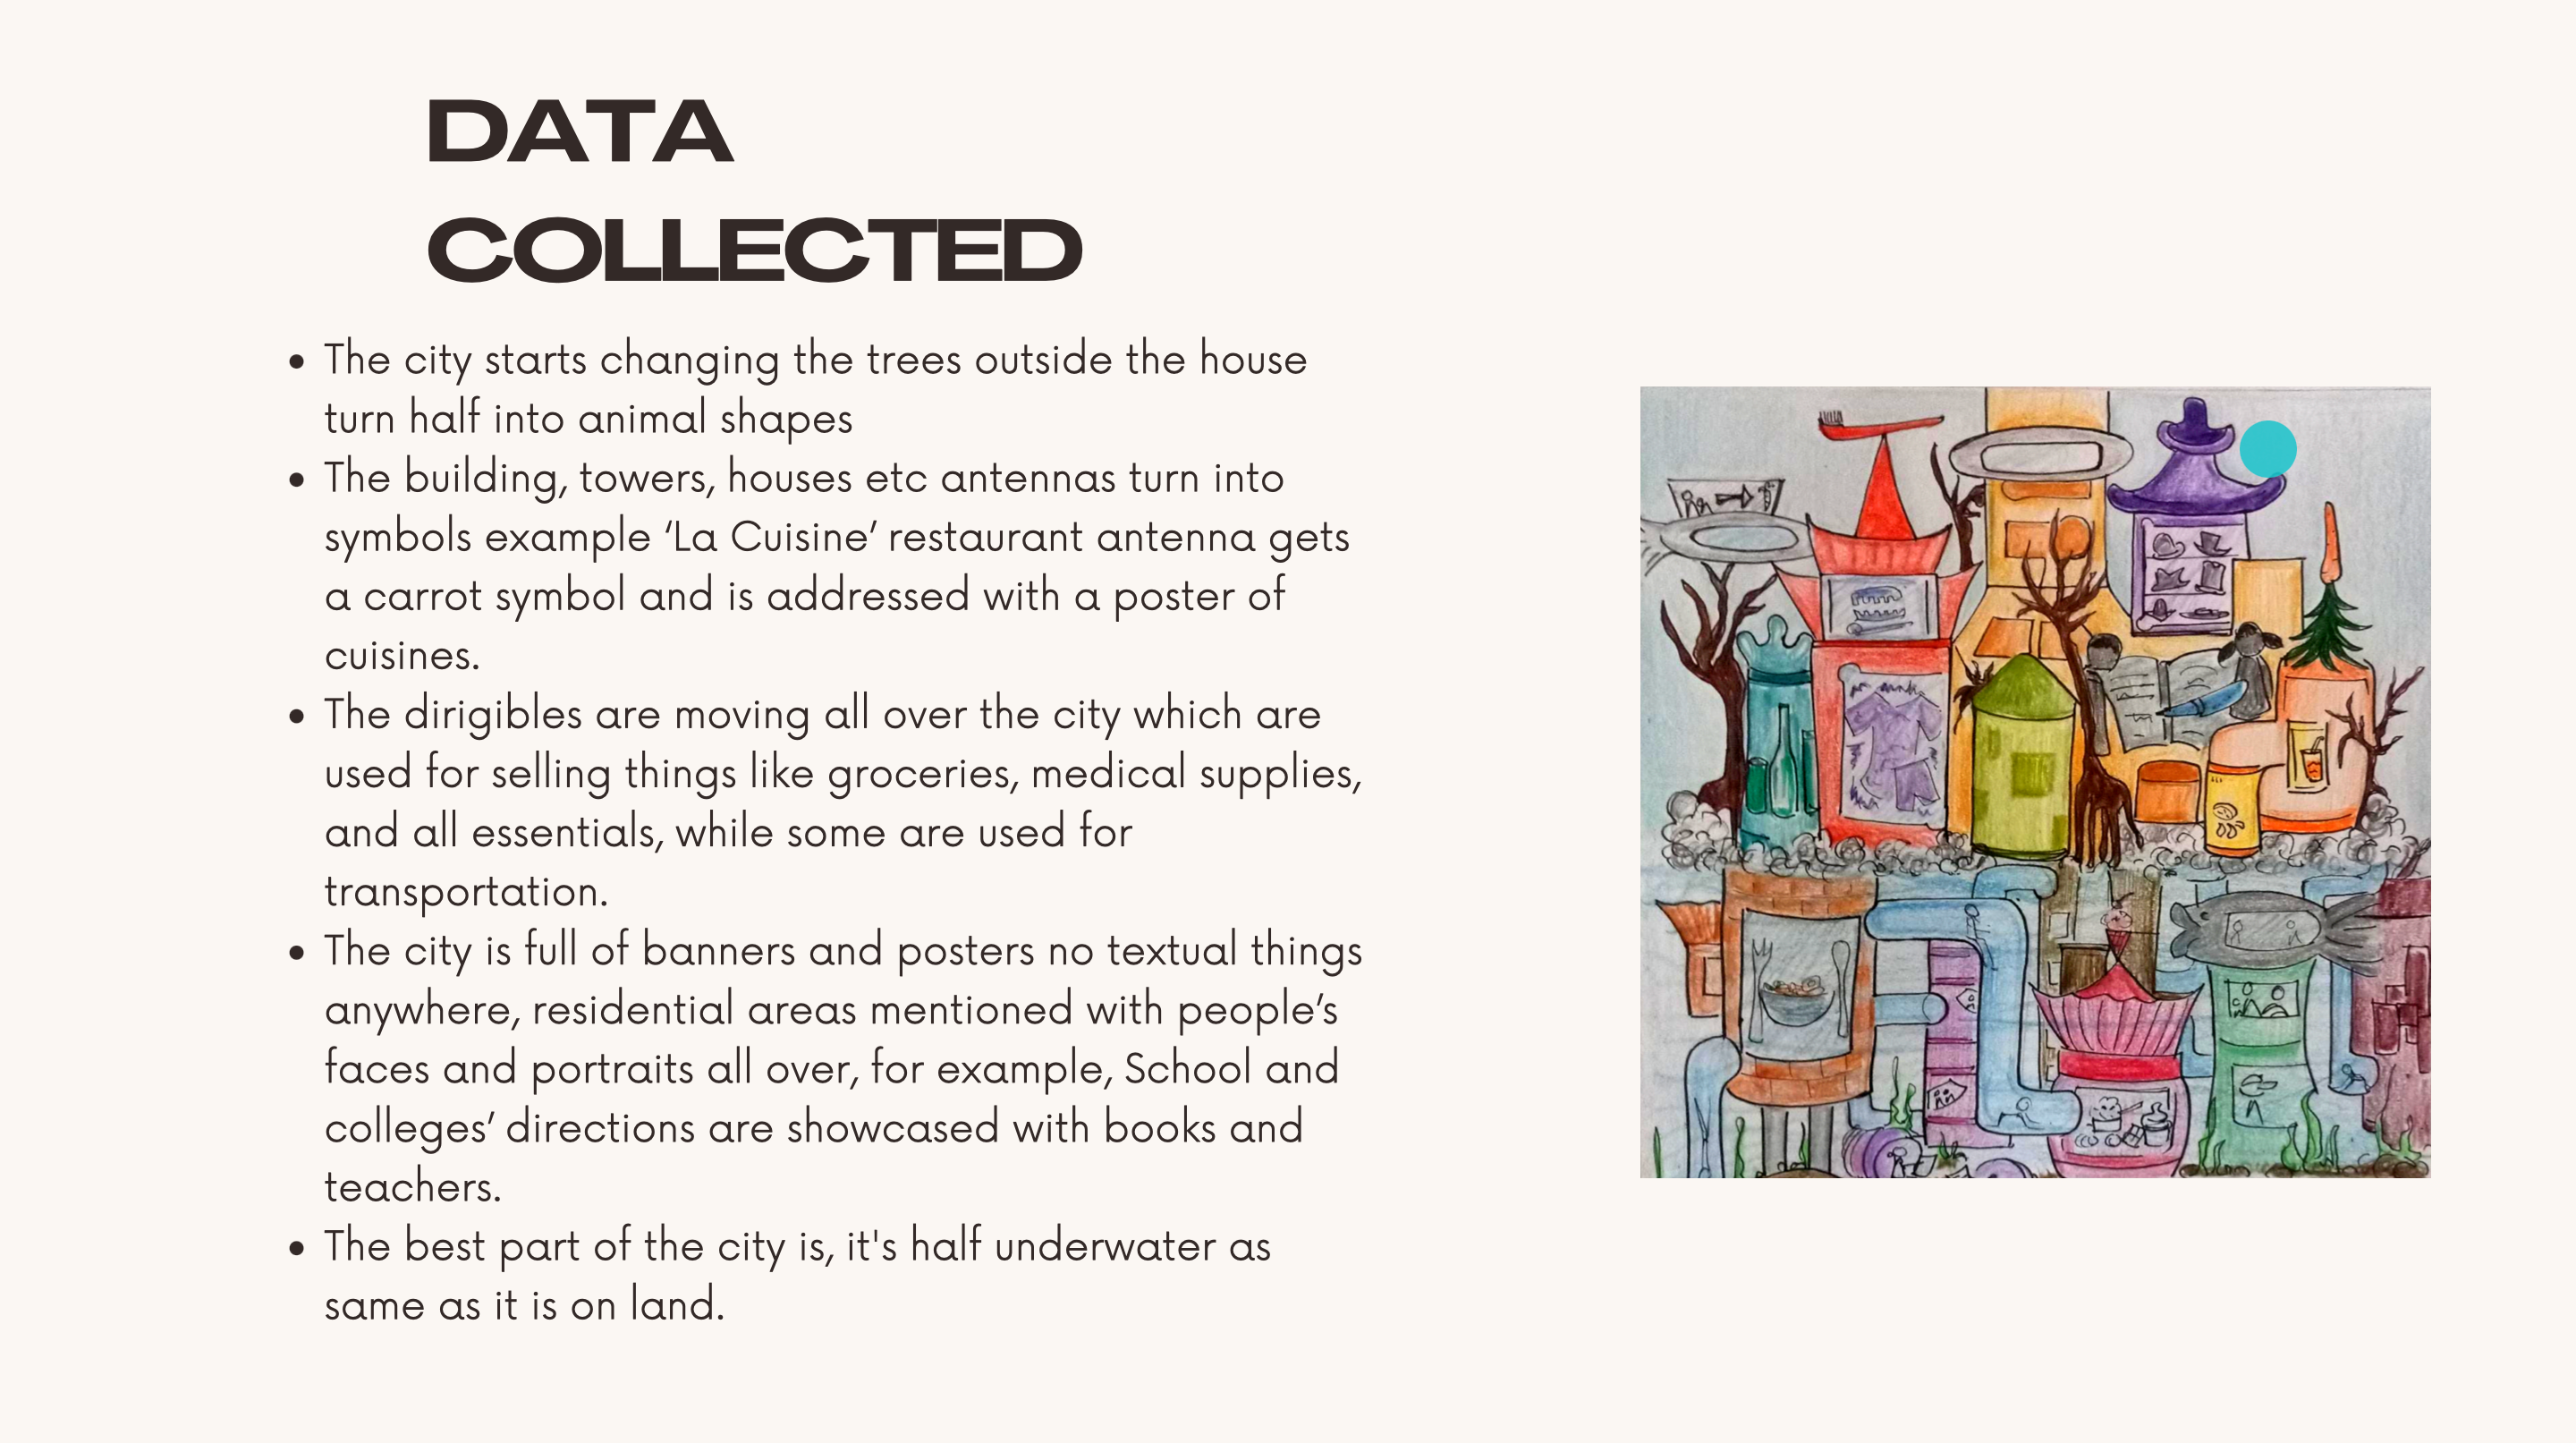 DATA
COLLECTED
• The city starts changing the trees outside the house
turn half into animal shapes
• The building, towers, houses etc antennas turn into
symbols example ‘La Cuisine’ restaurant antenna gets
a carrot symbol and is addressed with a poster of
cuisines.
• The dirigibles are moving all over the city which are
used for selling things like groceries, medical supplies,
and all essentials, while some are used for
transportation.
• The city is full of banners and posters no textual things
anywhere, residential areas mentioned with people’s
faces and portraits all over, for example, School and
colleges’ directions are showcased with books and
teachers.
• The best part of the city is, it's half underwater as
same as it is on land.